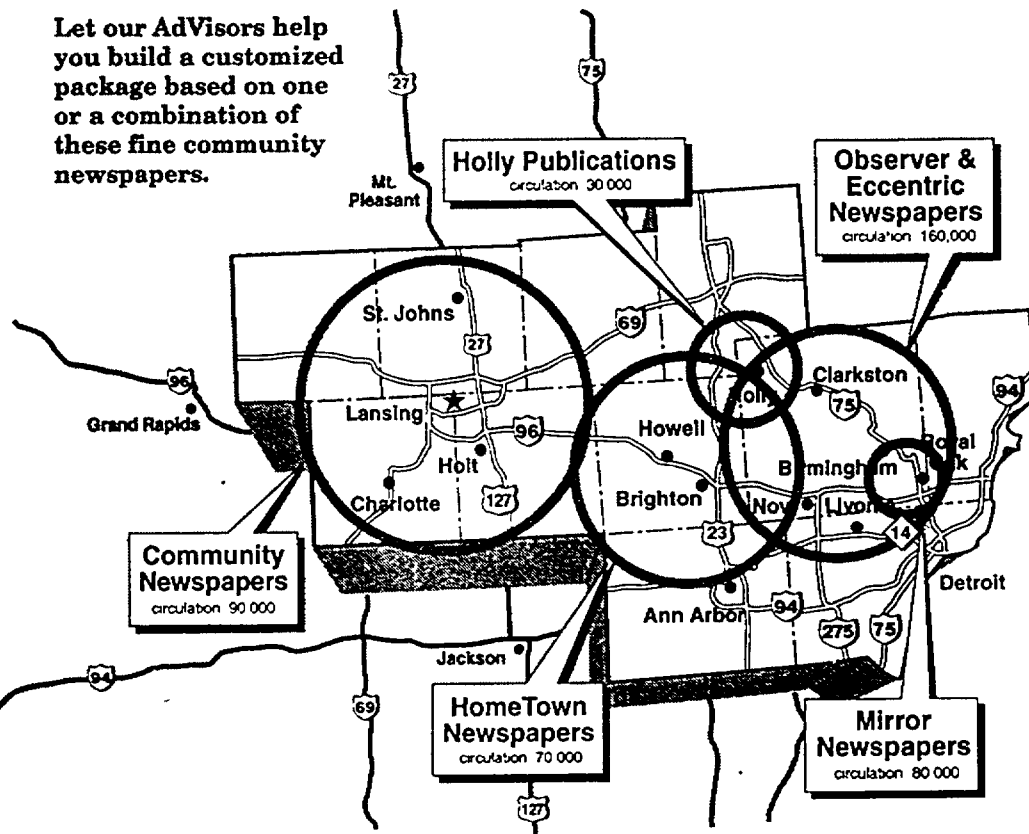 Let our AdVisors help
you build a customized
package based on one
or a combination of
these fine community
newspapers.
27
75
Mt.
Pleasant
Holly Publications
circulation 30 000
Observer &
Eccentric
Newspapers
circulation 160,000
St. Johns
27
69
96
Grand Rapids
Lansing
Holt
96
Charlotte
127
Howell
Brighton
Clarkston
75
94
Birmingham
Royal
Novi
Livonia
23
14
Detroit
Community
Newspapers
circulation 90 000
Ann Arbor
94
275
75
Jackson
94
69
HomeTown
Newspapers
circulation 70 000
127
Mirror
Newspapers
circulation 80 000